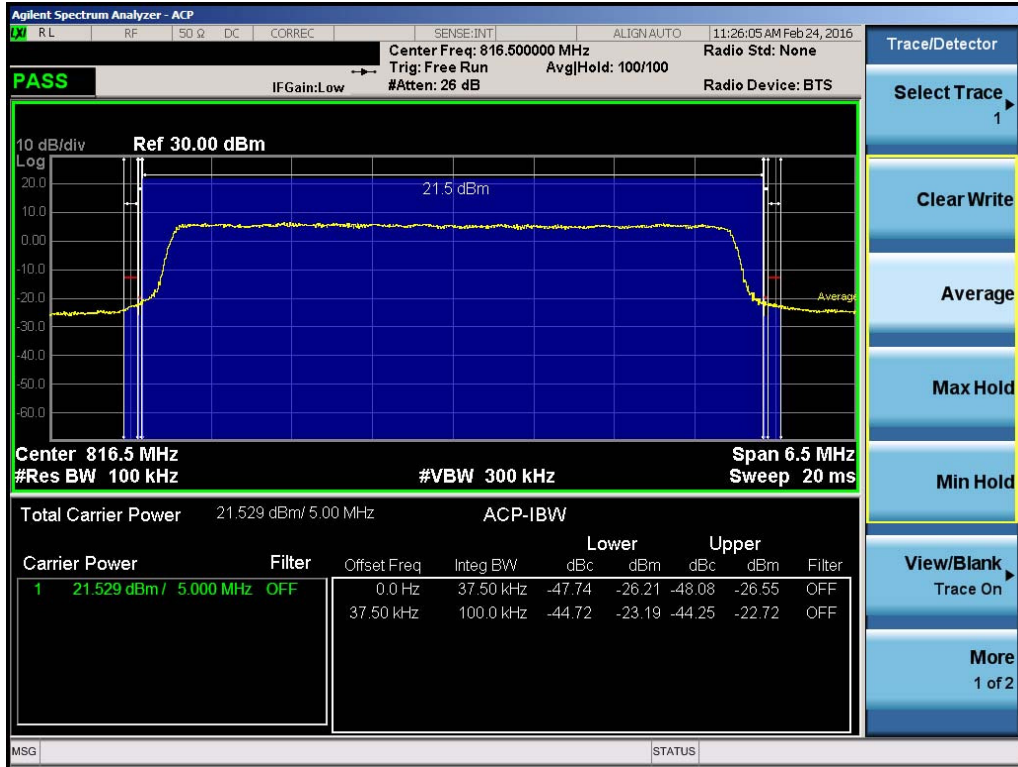 Agilent Spectrum Analyzer - ACP
LXI RL RF 50 Ω DC CORREC SENSE:INT ALIGN AUTO 11:26:05 AM Feb 24, 2016
Center Freq: 816.500000 MHz Radio Std: None
Trig: Free Run Avg|Hold: 100/100
PASS IFGain:Low #Atten: 26 dB Radio Device: BTS
10 dB/div Ref 30.00 dBm
Log
20.0
21.5 dBm
10.0
0.00
-10.0
-20.0
Average
-30.0
-40.0
-50.0
-60.0
Center 816.5 MHz Span 6.5 MHz
#Res BW 100 kHz #VBW 300 kHz Sweep 20 ms
Total Carrier Power 21.529 dBm/ 5.00 MHz ACP-IBW
Lower Upper
Carrier Power Filter Offset Freq Integ BW dBc dBm dBc dBm Filter
1 21.529 dBm / 5.000 MHz OFF 0.0 Hz 37.50 kHz -47.74 -26.21 -48.08 -26.55 OFF
37.50 kHz 100.0 kHz -44.72 -23.19 -44.25 -22.72 OFF
MSG STATUS
Trace/Detector
Select Trace
1
Clear Write
Average
Max Hold
Min Hold
View/Blank
Trace On
More
1 of 2